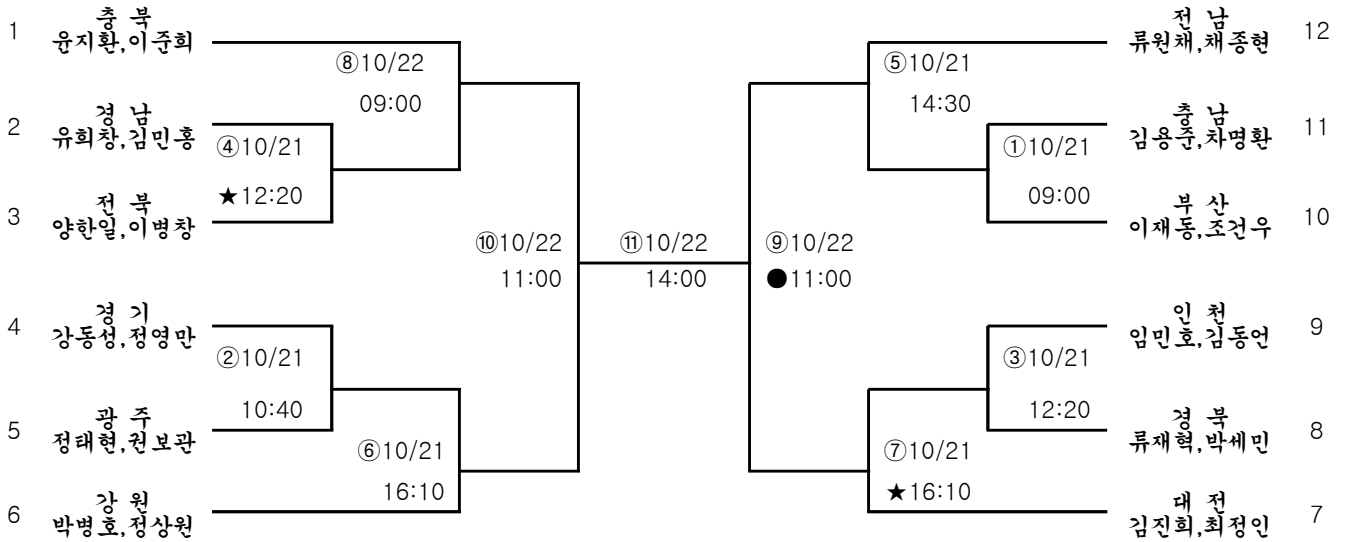 1 충 북
윤지환,이준희
⑧10/22
09:00
2 경 남
유희창,김민홍
④10/21
★12:20
3 전 북
양한일,이병창
⑩10/22
11:00
4 경 기
강동성,정영만
②10/21
10:40
5 광 주
정태현,권보관
⑥10/21
16:10
6 강 원
박병호,정상원
⑪10/22
14:00
전 남 12
류원채,채종현
⑤10/21
14:30
충 남 11
김용준,차명환
①10/21
09:00
부 산 10
이재동,조건우
⑨10/22
●11:00
인 천 9
임민호,김동언
③10/21
12:20
경 북 8
류재혁,박세민
⑦10/21
★16:10
대 전 7
김진희,최정인